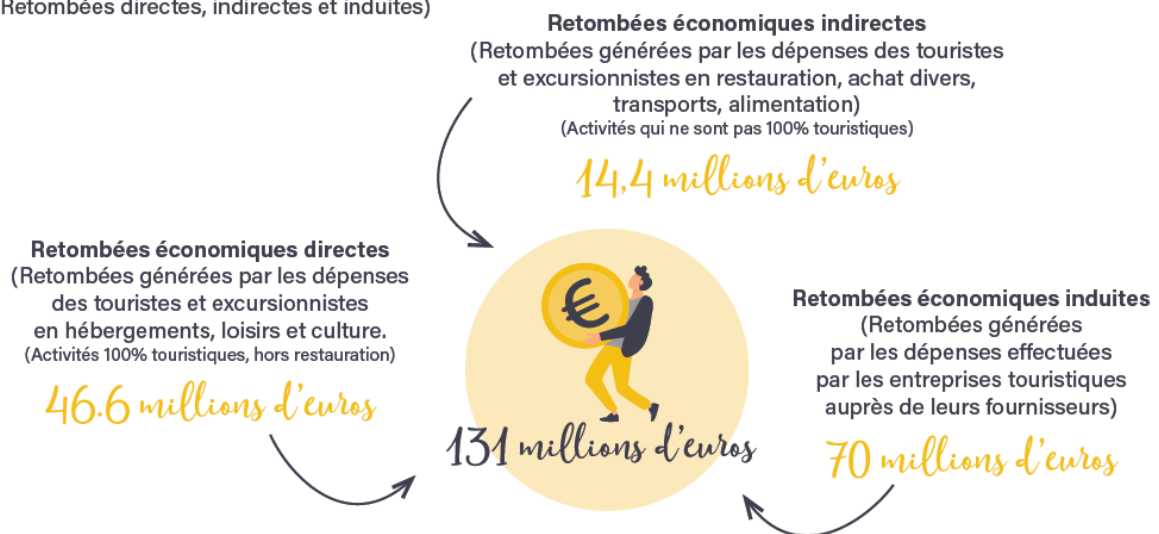 Retombées directes, indirectes et induites)
Retombées économiques indirectes
(Retombées générées par les dépenses des touristes
et excursionnistes en restauration, achat divers,
transports, alimentation)
(Activités qui ne sont pas 100% touristiques)
14,4 millions d'euros
Retombées économiques directes
(Retombées générées par les dépenses
des touristes et excursionnistes
en hébergements, loisirs et culture.
(Activités 100% touristiques, hors restauration)
46.6 millions d'euros
€
131 millions d'euros
Retombées économiques induites
(Retombées générées
par les dépenses effectuées
par les entreprises touristiques
auprès de leurs fournisseurs)
70 millions d'euros